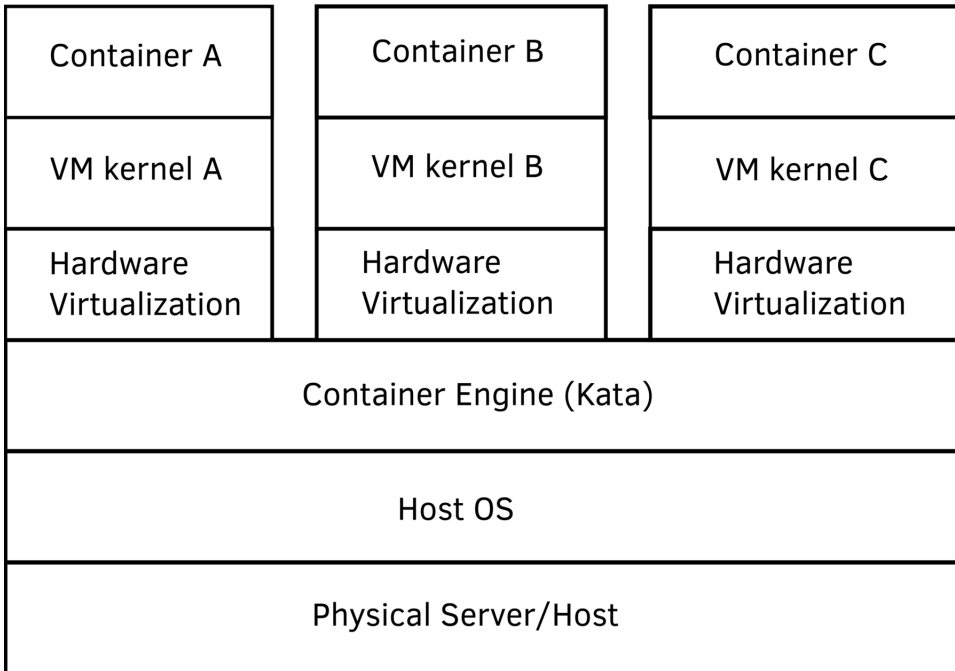 Container A
Container B
Container C
VM kernel A
VM kernel B
VM kernel C
Hardware
Virtualization
Hardware
Virtualization
Hardware
Virtualization
Container Engine (Kata)
Host OS
Physical Server/Host